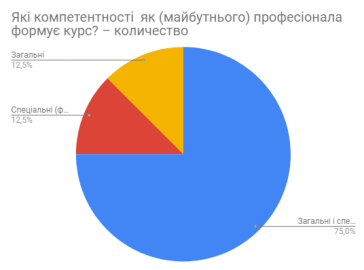 Які компетентності як (майбутнього) професіонала
формує курс? – количество
Загальні
12,5%
Спеціальні (ф…
12,5%
Загальні і спе…
75,0%